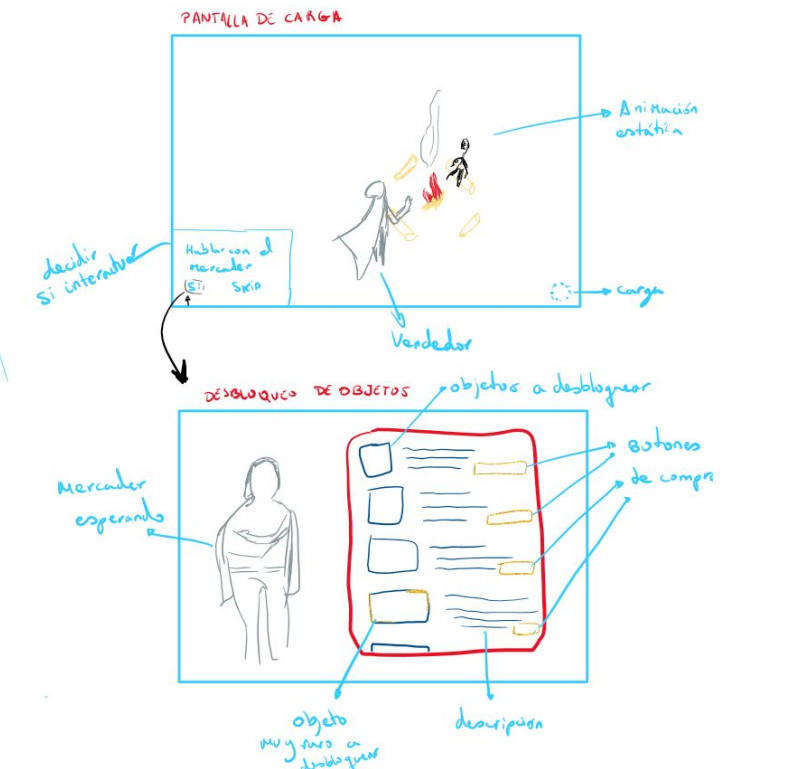 PANTALLA DE CARGA
Animación
estática
Hablar con el
mercader
Si
SKIP
decidir
si interactuar
carga
Vendedor
DESBLOQUEO DE OBJETOS
objetos a desbloquear
Botones
de compra
Mercader
esperando
objeto
muy raro a
desbloquear
descripcion